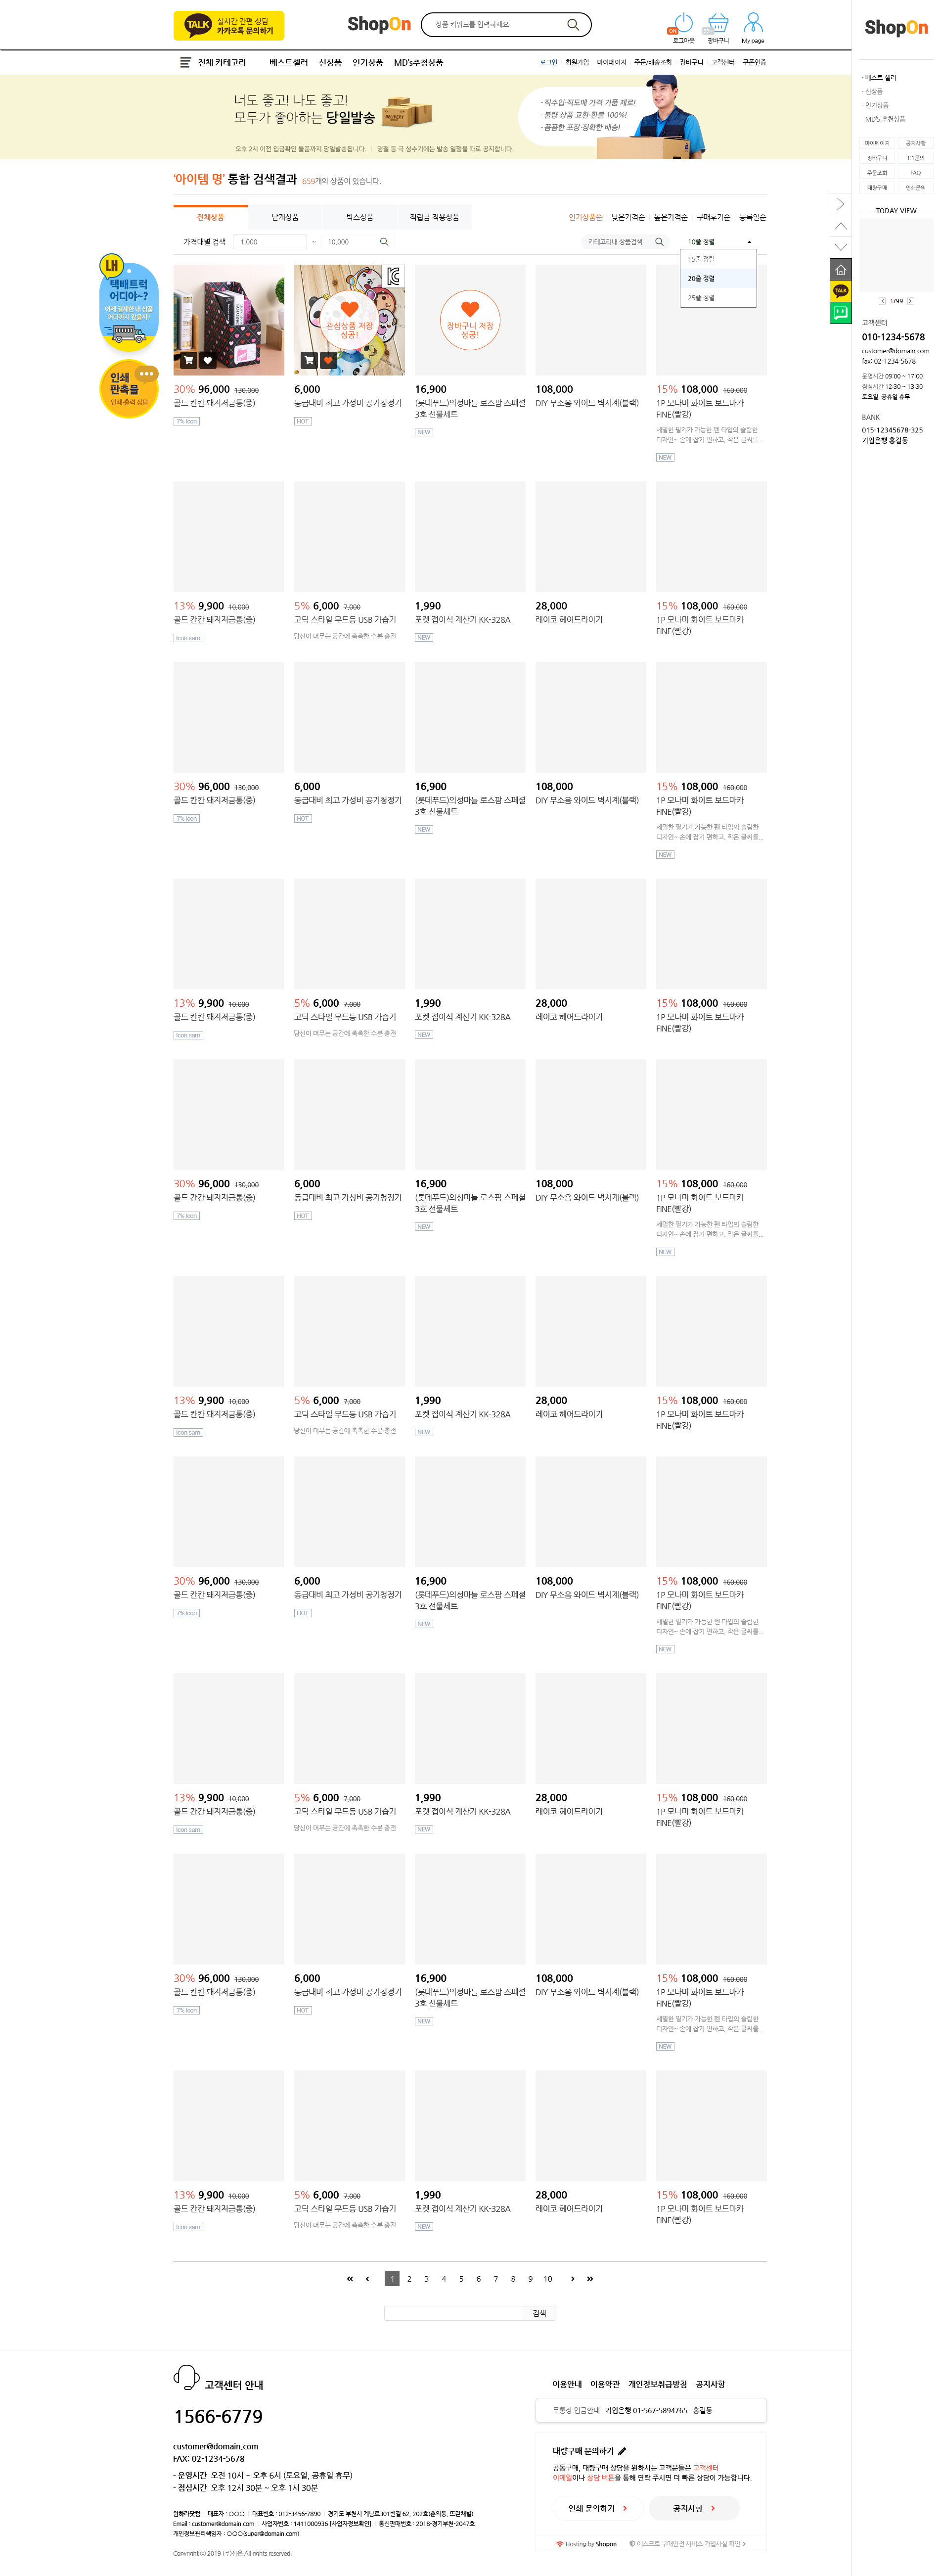 TALK
실시간 간편 상담
카카오톡 문의하기
ShopOn
상품 키워드를 입력하세요.
로그아웃 장바구니 My page
전체 카테고리 베스트셀러 신상품 인기상품 MD's추청상품
로그인 회원가입 마이페이지 주문/배송조회 장바구니 고객센터 쿠폰인증
너도 좋고! 나도 좋고!
모두가 좋아하는 당일발송
오후 2시 이전 입금확인 물품까지 당일발송됩니다. 명절 등 극 성수기에는 발송 일정을 따로 공지합니다.
· 직수입·직도매 가격 거품 제로!
· 불량 상품 교환·환불 100%!
· 꼼꼼한 포장·정확한 배송!
'아이템 명' 통합 검색결과 659개의 상품이 있습니다.
전체상품 낱개상품 박스상품 적립금 적용상품
인기상품순 낮은가격순 높은가격순 구매후기순 등록일순
가격대별 검색 1,000 ~ 10,000
카테고리내 상품검색
10줄 정렬
15줄 정렬
20줄 정렬
25줄 정렬
내
택배트럭
어디야~?
어제 결제한 내 상품
어디까지 왔을까?
인쇄
판촉물
인쇄·출력 상담
관심상품 저장
성공!
장바구니 저장
성공!
30% 96,000 130,000
골드 칸칸 돼지저금통(중)
7% Icon
6,000
동급대비 최고 가성비 공기청정기
HOT
16,900
(롯데푸드)의성마늘 로스팜 스페셜
3호 선물세트
NEW
108,000
DIY 무소음 와이드 벽시계(블랙)
15% 108,000 160,000
1P 모나미 화이트 보드마카
FINE(빨강)
세밀한 필기가 가능한 펜 타입의 슬림한
디자인~ 손에 잡기 편하고, 작은 글씨를...
NEW
13% 9,900 10,000
골드 칸칸 돼지저금통(중)
Icon sam
5% 6,000 7,000
고딕 스타일 무드등 USB 가습기
당신이 머무는 공간에 촉촉한 수분 충전
1,990
포켓 접이식 계산기 KK-328A
NEW
28,000
레이코 헤어드라이기
15% 108,000 160,000
1P 모나미 화이트 보드마카
FINE(빨강)
30% 96,000 130,000
골드 칸칸 돼지저금통(중)
7% Icon
6,000
동급대비 최고 가성비 공기청정기
HOT
16,900
(롯데푸드)의성마늘 로스팜 스페셜
3호 선물세트
NEW
108,000
DIY 무소음 와이드 벽시계(블랙)
15% 108,000 160,000
1P 모나미 화이트 보드마카
FINE(빨강)
세밀한 필기가 가능한 펜 타입의 슬림한
디자인~ 손에 잡기 편하고, 작은 글씨를...
NEW
13% 9,900 10,000
골드 칸칸 돼지저금통(중)
Icon sam
5% 6,000 7,000
고딕 스타일 무드등 USB 가습기
당신이 머무는 공간에 촉촉한 수분 충전
1,990
포켓 접이식 계산기 KK-328A
NEW
28,000
레이코 헤어드라이기
15% 108,000 160,000
1P 모나미 화이트 보드마카
FINE(빨강)
30% 96,000 130,000
골드 칸칸 돼지저금통(중)
7% Icon
6,000
동급대비 최고 가성비 공기청정기
HOT
16,900
(롯데푸드)의성마늘 로스팜 스페셜
3호 선물세트
NEW
108,000
DIY 무소음 와이드 벽시계(블랙)
15% 108,000 160,000
1P 모나미 화이트 보드마카
FINE(빨강)
세밀한 필기가 가능한 펜 타입의 슬림한
디자인~ 손에 잡기 편하고, 작은 글씨를...
NEW
13% 9,900 10,000
골드 칸칸 돼지저금통(중)
Icon sam
5% 6,000 7,000
고딕 스타일 무드등 USB 가습기
당신이 머무는 공간에 촉촉한 수분 충전
1,990
포켓 접이식 계산기 KK-328A
NEW
28,000
레이코 헤어드라이기
15% 108,000 160,000
1P 모나미 화이트 보드마카
FINE(빨강)
30% 96,000 130,000
골드 칸칸 돼지저금통(중)
7% Icon
6,000
동급대비 최고 가성비 공기청정기
HOT
16,900
(롯데푸드)의성마늘 로스팜 스페셜
3호 선물세트
NEW
108,000
DIY 무소음 와이드 벽시계(블랙)
15% 108,000 160,000
1P 모나미 화이트 보드마카
FINE(빨강)
세밀한 필기가 가능한 펜 타입의 슬림한
디자인~ 손에 잡기 편하고, 작은 글씨를...
NEW
13% 9,900 10,000
골드 칸칸 돼지저금통(중)
Icon sam
5% 6,000 7,000
고딕 스타일 무드등 USB 가습기
당신이 머무는 공간에 촉촉한 수분 충전
1,990
포켓 접이식 계산기 KK-328A
NEW
28,000
레이코 헤어드라이기
15% 108,000 160,000
1P 모나미 화이트 보드마카
FINE(빨강)
30% 96,000 130,000
골드 칸칸 돼지저금통(중)
7% Icon
6,000
동급대비 최고 가성비 공기청정기
HOT
16,900
(롯데푸드)의성마늘 로스팜 스페셜
3호 선물세트
NEW
108,000
DIY 무소음 와이드 벽시계(블랙)
15% 108,000 160,000
1P 모나미 화이트 보드마카
FINE(빨강)
세밀한 필기가 가능한 펜 타입의 슬림한
디자인~ 손에 잡기 편하고, 작은 글씨를...
NEW
13% 9,900 10,000
골드 칸칸 돼지저금통(중)
Icon sam
5% 6,000 7,000
고딕 스타일 무드등 USB 가습기
당신이 머무는 공간에 촉촉한 수분 충전
1,990
포켓 접이식 계산기 KK-328A
NEW
28,000
레이코 헤어드라이기
15% 108,000 160,000
1P 모나미 화이트 보드마카
FINE(빨강)
1 2 3 4 5 6 7 8 9 10
검색
고객센터 안내
1566-6779
customer@domain.com
FAX: 02-1234-5678
- 운영시간 오전 10시 ~ 오후 6시 (토요일, 공휴일 휴무)
- 점심시간 오후 12시 30분 ~ 오후 1시 30분
원하라닷컴 대표자 : ○○○ 대표번호 : 012-3456-7890 경기도 부천시 계남로301번길 62, 204호(춘의동, 뜨란채빌)
Email : customer@domain.com 사업자번호 : 1411000936 [사업자정보확인] 통신판매번호 : 2018-경기부천-2047호
개인정보관리책임자 : ○○○(super@domain.com)
Copyright ⓒ 2019 (주)샵온 All rights reserved.
이용안내 이용약관 개인정보취급방침 공지사항
무통장 입금안내 기업은행 01-567-5894765 홍길동
대량구매 문의하기
공동구매, 대량구매 상담을 원하시는 고객분들은 고객센터
이메일이나 상담 버튼을 통해 연락 주시면 더 빠른 상담이 가능합니다.
인쇄 문의하기 공지사항
Hosting by Shopon 에스크로 구매안전 서비스 가입사실 확인
ShopOn
· 베스트 셀러
· 신상품
· 인기상품
· MD'S 추천상품
마이페이지 공지사항
장바구니 1:1문의
주문조회 FAQ
대량구매 인쇄문의
TODAY VIEW
1/99
TALK
고객센터
010-1234-5678
customer@domain.com
fax: 02-1234-5678
운영시간 09:00 ~ 17:00
점심시간 12:30 ~ 13:30
토요일, 공휴일 휴무
BANK
015-12345678-325
기업은행 홍길동